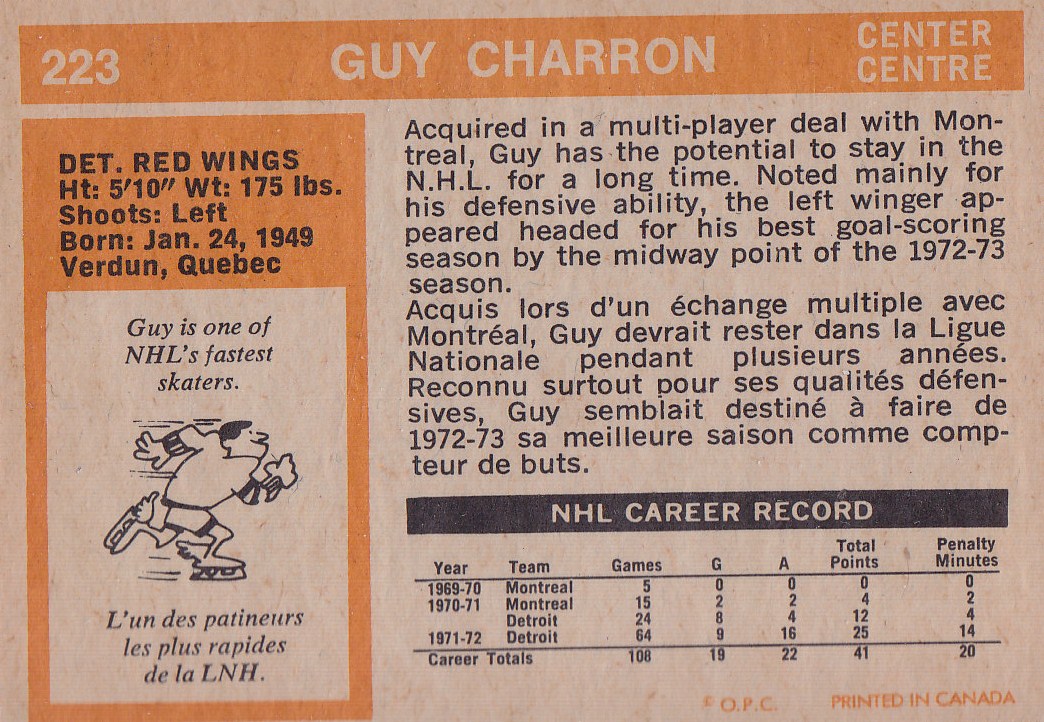 223 GUY CHARRON CENTER
CENTRE
DET. RED WINGS
Ht: 5'10" Wt: 175 lbs.
Shoots: Left
Born: Jan. 24, 1949
Verdun, Quebec
Guy is one of
NHL's fastest
skaters.
L'un des patineurs
les plus rapides
de la LNH.
Acquired in a multi-player deal with Mon-
treal, Guy has the potential to stay in the
N.H.L. for a long time. Noted mainly for
his defensive ability, the left winger ap-
peared headed for his best goal-scoring
season by the midway point of the 1972-73
season.
Acquis lors d'un échange multiple avec
Montréal, Guy devrait rester dans la Ligue
Nationale pendant plusieurs années.
Reconnu surtout pour ses qualités défen-
sives, Guy semblait destiné à faire de
1972-73 sa meilleure saison comme comp-
teur de buts.
NHL CAREER RECORD
Year Team Games G A Total Points Penalty Minutes
1969-70 Montreal 5 0 0 0 0
1970-71 Montreal 15 2 2 4 2
Detroit 24 8 4 12 4
1971-72 Detroit 64 9 16 25 14
Career Totals 108 19 22 41 20
© O.P.C. PRINTED IN CANADA